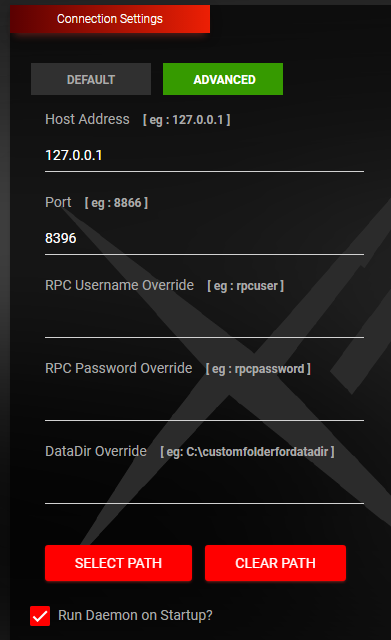 Connection Settings
DEFAULT ADVANCED
Host Address [ eg : 127.0.0.1 ]
127.0.0.1
Port [ eg : 8866 ]
8396
RPC Username Override [ eg : rpcuser ]
RPC Password Override [ eg : rpcpassword ]
DataDir Override [ eg: C:\customfolderfordatadir ]
SELECT PATH CLEAR PATH
Run Daemon on Startup?